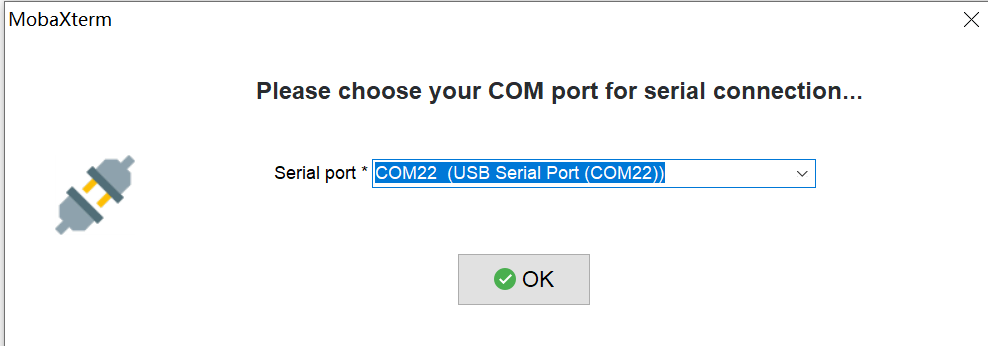 MobaXterm
Please choose your COM port for serial connection...
Serial port * COM22  (USB Serial Port (COM22))
OK